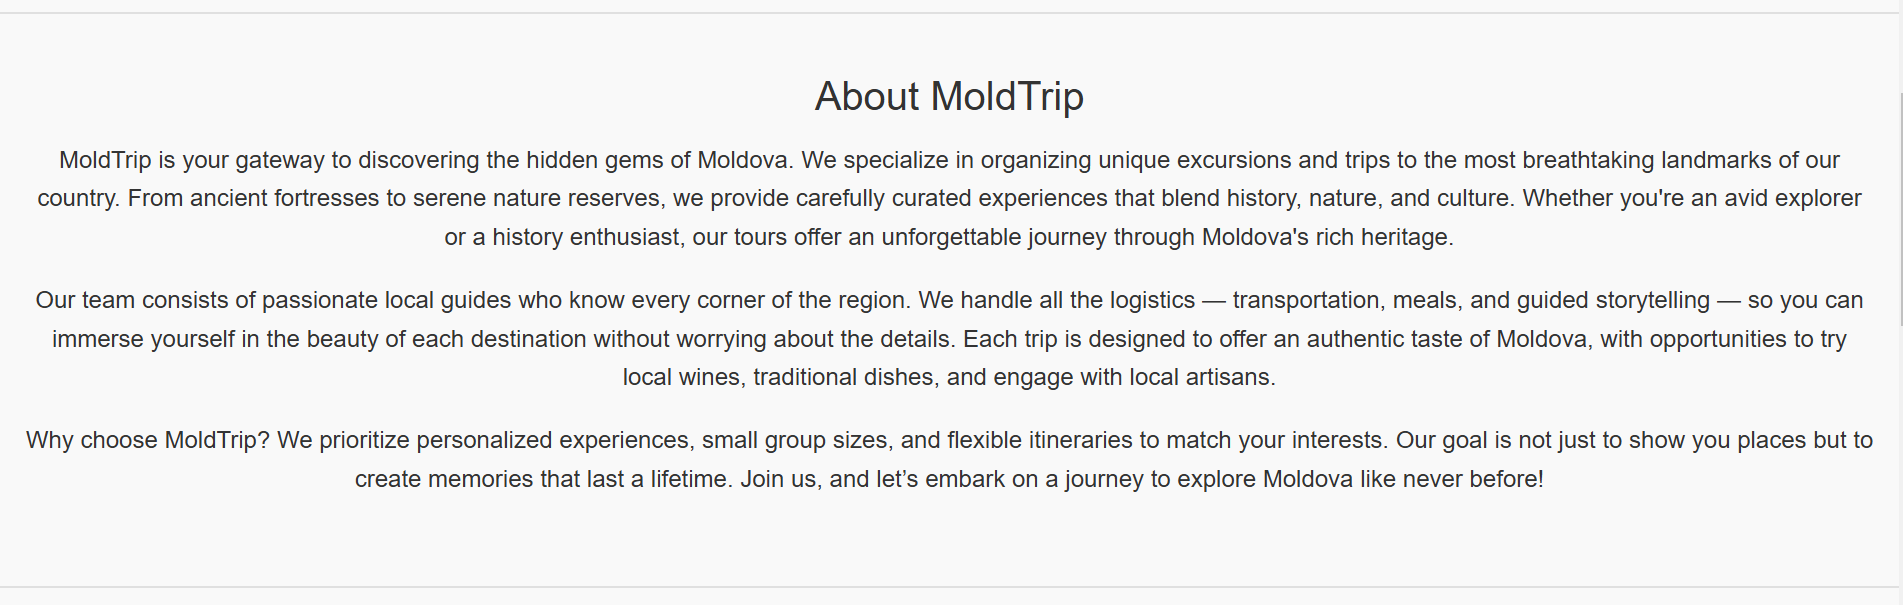 About MoldTrip
MoldTrip is your gateway to discovering the hidden gems of Moldova. We specialize in organizing unique excursions and trips to the most breathtaking landmarks of our
country. From ancient fortresses to serene nature reserves, we provide carefully curated experiences that blend history, nature, and culture. Whether you're an avid explorer
or a history enthusiast, our tours offer an unforgettable journey through Moldova's rich heritage.
Our team consists of passionate local guides who know every corner of the region. We handle all the logistics — transportation, meals, and guided storytelling — so you can
immerse yourself in the beauty of each destination without worrying about the details. Each trip is designed to offer an authentic taste of Moldova, with opportunities to try
local wines, traditional dishes, and engage with local artisans.
Why choose MoldTrip? We prioritize personalized experiences, small group sizes, and flexible itineraries to match your interests. Our goal is not just to show you places but to
create memories that last a lifetime. Join us, and let’s embark on a journey to explore Moldova like never before!